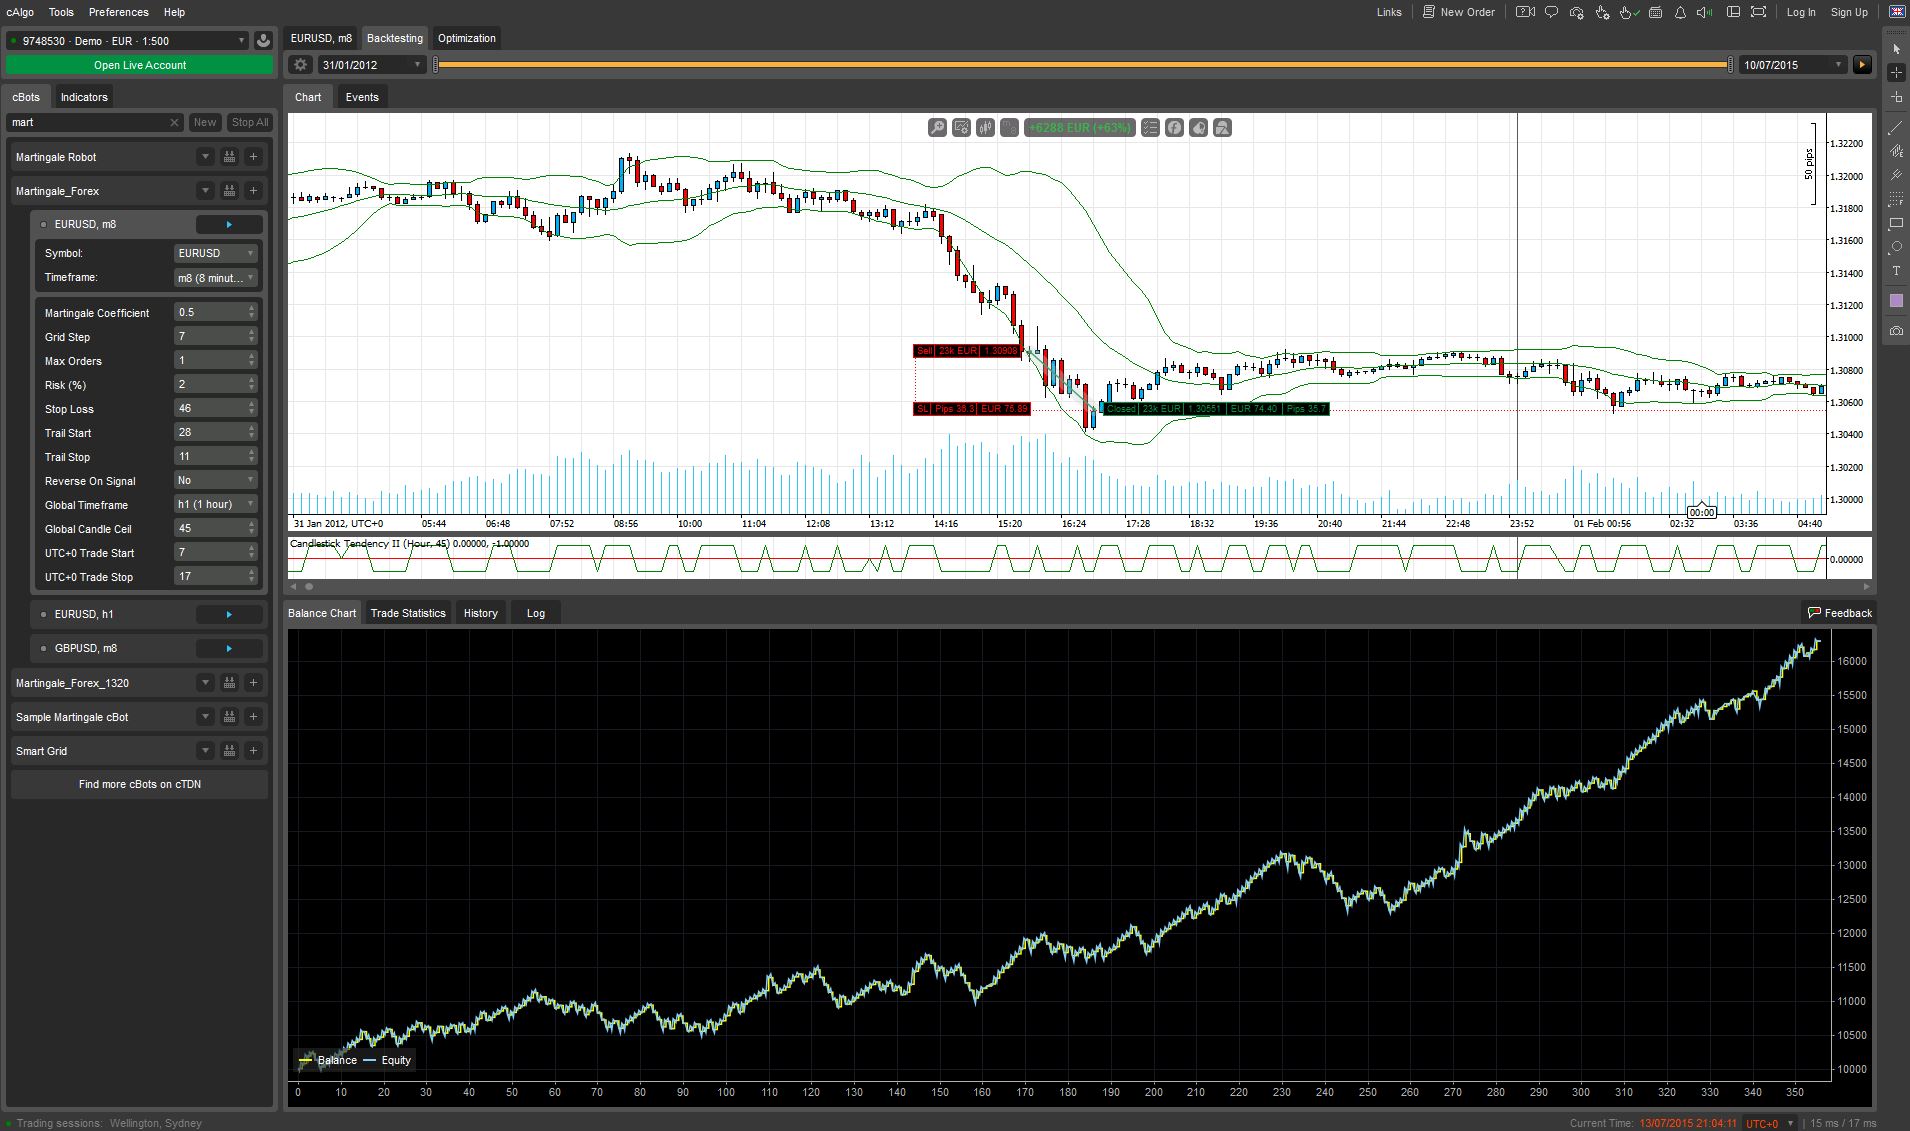 cAlgo Tools Preferences Help
Links New Order Log In Sign Up
9748530 · Demo · EUR · 1:500
Open Live Account
cBots Indicators
mart New Stop All
Martingale Robot
Martingale_Forex
EURUSD, m8
Symbol: EURUSD
Timeframe: m8 (8 minut...
Martingale Coefficient 0.5
Grid Step 7
Max Orders 1
Risk (%) 2
Stop Loss 46
Trail Start 28
Trail Stop 11
Reverse On Signal No
Global Timeframe h1 (1 hour)
Global Candle Ceil 45
UTC+0 Trade Start 7
UTC+0 Trade Stop 17
EURUSD, h1
GBPUSD, m8
Martingale_Forex_1320
Sample Martingale cBot
Smart Grid
Find more cBots on cTDN
EURUSD, m8 Backtesting Optimization
31/01/2012 10/07/2015
Chart Events
+6288 EUR (+63%)
50 pips
1.32200
1.32000
1.31800
1.31600
1.31400
1.31200
1.31000
1.30800
1.30600
1.30400
1.30200
1.30000
Sell 23k EUR 1.30908
SL Pips 35.3 EUR 75.89
Closed 23k EUR 1.30551 EUR 74.40 Pips 35.7
00:00
31 Jan 2012, UTC+0 05:44 06:48 07:52 08:56 10:00 11:04 12:08 13:12 14:16 15:20 16:24 17:28 18:32 19:36 20:40 21:44 22:48 23:52 01 Feb 00:56 02:32 03:36 04:40
Candlestick Tendency II (Hour, 45) 0.00000, -1.00000
0.00000
Balance Chart Trade Statistics History Log
Feedback
16000
15500
15000
14500
14000
13500
13000
12500
12000
11500
11000
10500
10000
Balance Equity
0 10 20 30 40 50 60 70 80 90 100 110 120 130 140 150 160 170 180 190 200 210 220 230 240 250 260 270 280 290 300 310 320 330 340 350
Trading sessions: Wellington, Sydney
Current Time: 13/07/2015 21:04:11 UTC+0 15 ms / 17 ms